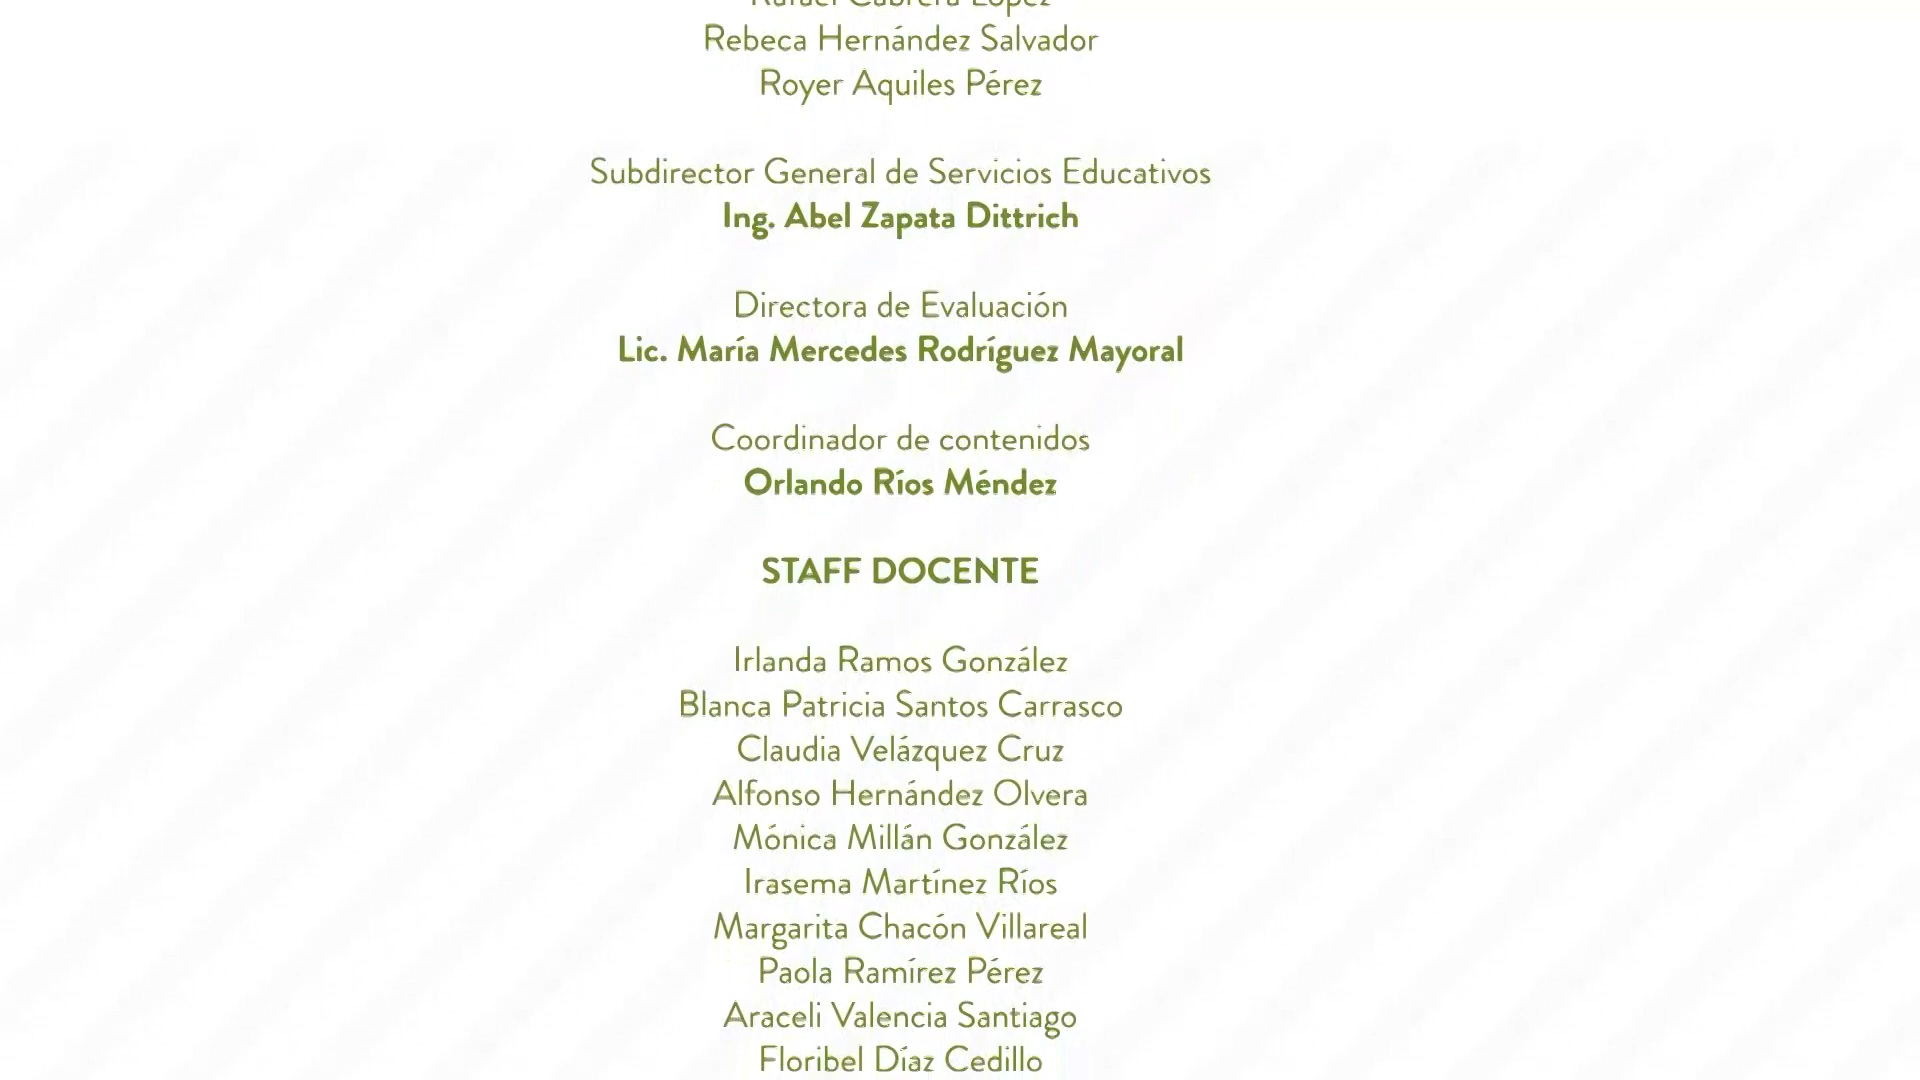 Rafael Cabrera López
Rebeca Hernández Salvador
Royer Aquiles Pérez
Subdirector General de Servicios Educativos
Ing. Abel Zapata Dittrich
Directora de Evaluación
Lic. María Mercedes Rodríguez Mayoral
Coordinador de contenidos
Orlando Ríos Méndez
STAFF DOCENTE
Irlanda Ramos González
Blanca Patricia Santos Carrasco
Claudia Velázquez Cruz
Alfonso Hernández Olvera
Mónica Millán González
Irasema Martínez Ríos
Margarita Chacón Villareal
Paola Ramírez Pérez
Araceli Valencia Santiago
Floribel Díaz Cedillo